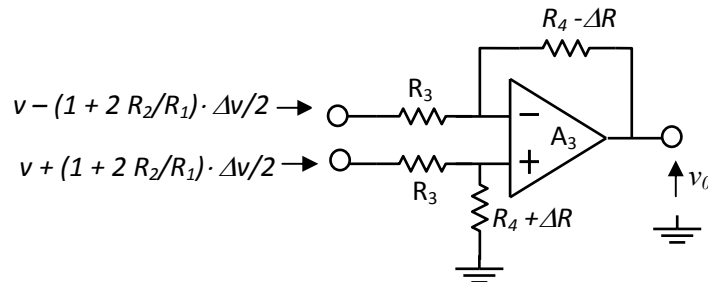 R₄ -ΔR
R₃
v – (1 + 2 R₂/R₁)· Δv/2
−
A₃
v + (1 + 2 R₂/R₁)· Δv/2
+
R₃
R₄ +ΔR
v₀